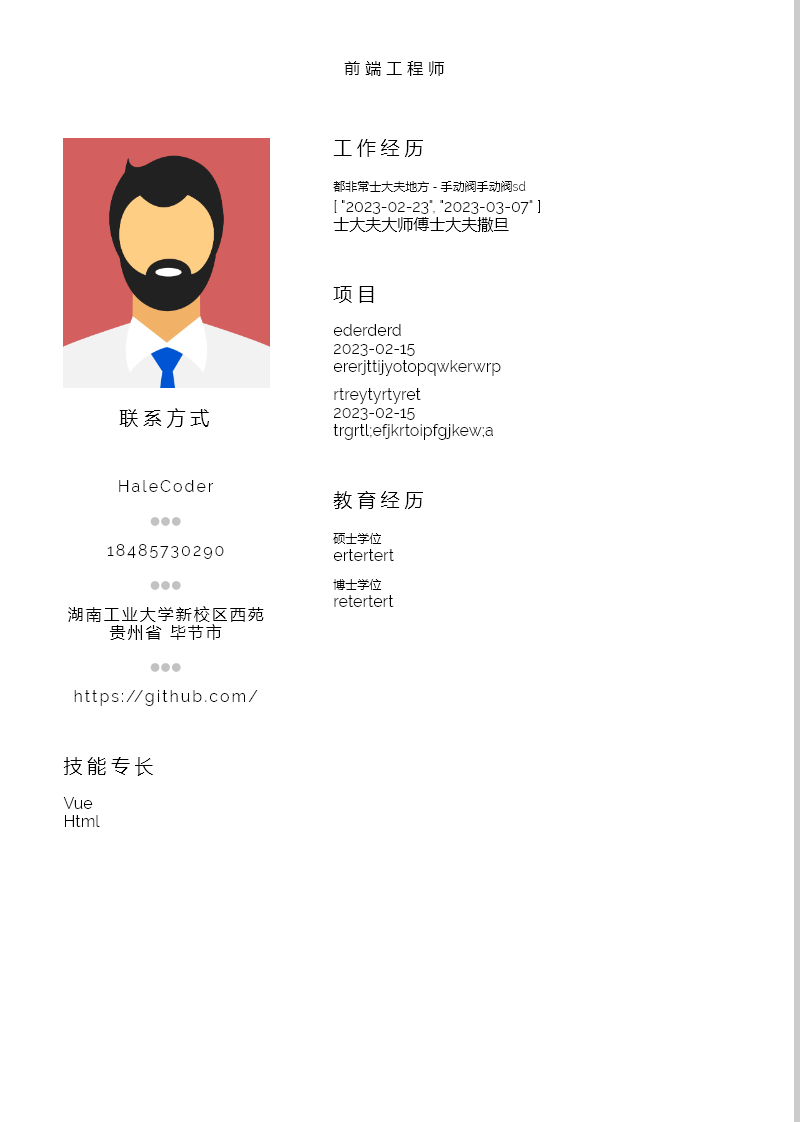 前端工程师
联系方式
HaleCoder
18485730290
湖南工业大学新校区西苑
贵州省 毕节市
https://github.com/
技能专长
Vue
Html
工作经历
都非常士大夫地方 - 手动阀手动阀sd
[ "2023-02-23", "2023-03-07" ]
士大夫大师傅士大夫撒旦
项目
ederderd
2023-02-15
ererjttijyotopqwkerwrp
rtreytyrtyret
2023-02-15
trgrtl;efjkrtoipfgjkew;a
教育经历
硕士学位
ertertert
博士学位
retertert